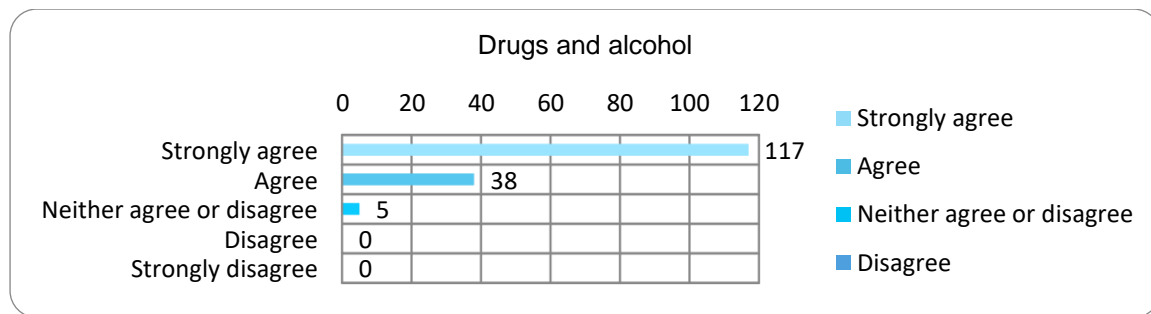 Drugs and alcohol
0 20 40 60 80 100 120
Strongly agree 117
Agree 38
Neither agree or disagree 5
Disagree 0
Strongly disagree 0
Strongly agree
Agree
Neither agree or disagree
Disagree